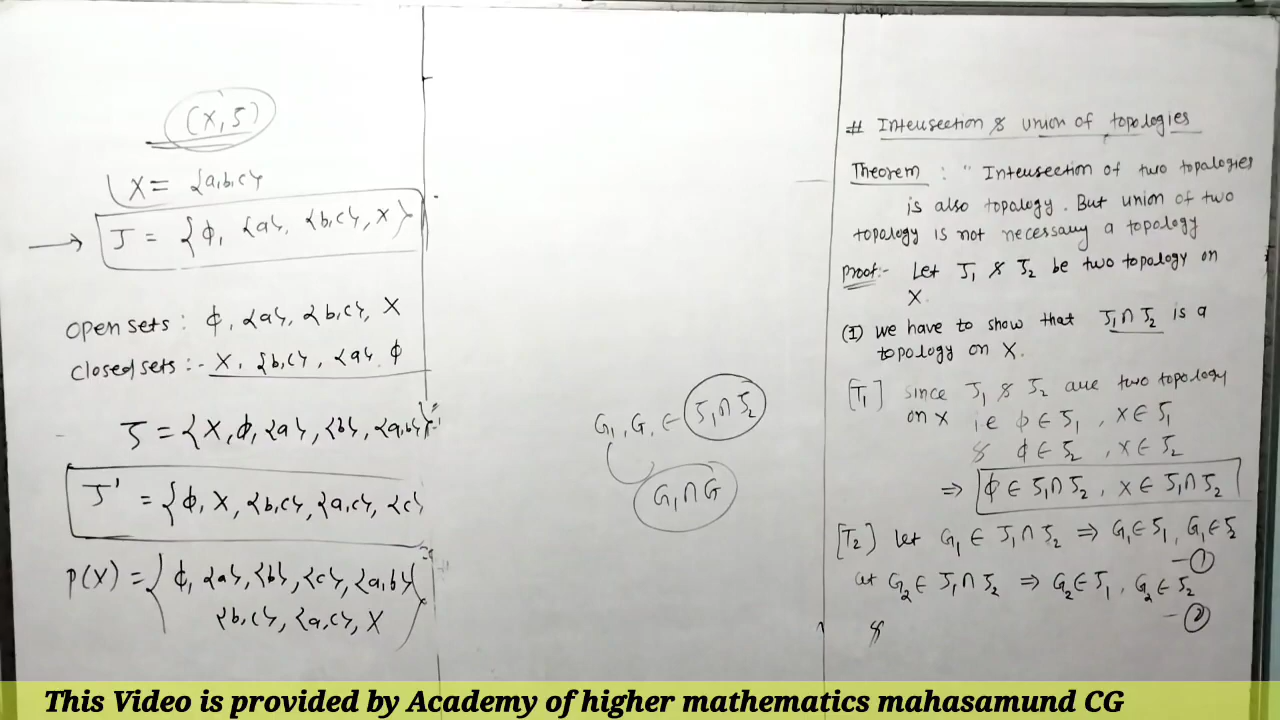 (X, J)
X = {a,b,c}
J = {ϕ, {a}, {b,c}, X}
open sets : ϕ, {a}, {b,c}, X
closed sets :- X, {b,c}, {a}, ϕ
J = {X, ϕ, {a}, {b}, {a,b}}
J' = {ϕ, X, {b,c}, {a,c}, {c}
P(X) = { ϕ, {a}, {b}, {c}, {a,b}
{b,c}, {a,c}, X }
G₁, G, ∈ J₁∩J₂
G₁∩G
# Intersection & union of topologies
Theorem : " Intersection of two topalogies
is also topology. But union of two
topology is not necessary a topology
Proof:- Let J₁ & J₂ be two topology on
X.
(I) we have to show that J₁∩J₂ is a
topology on X.
[T₁] since J₁ & J₂ are two topology
on X i e ϕ ∈ J₁ , X ∈ J₁
& ϕ ∈ J₂ , X ∈ J₂
⇒ ϕ ∈ J₁∩J₂ , X ∈ J₁∩J₂
[T₂] let G₁ ∈ J₁∩J₂ ⇒ G₁ ∈ J₁ , G₁ ∈ J₂
— ①
let G₂ ∈ J₁∩J₂ ⇒ G₂ ∈ J₁ , G₂ ∈ J₂
— ②
&
This Video is provided by Academy of higher mathematics mahasamund CG